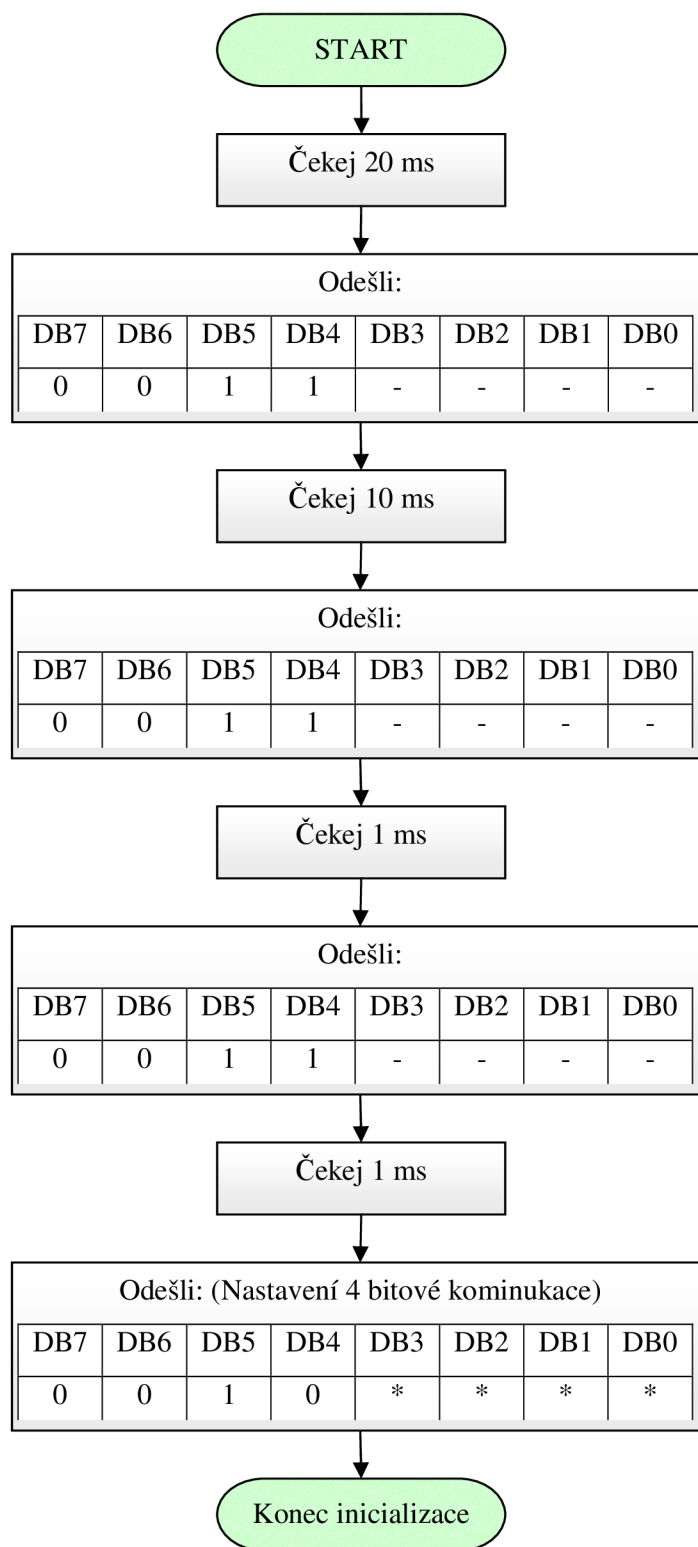 START
Čekej 20 ms
Odešli:
DB7 DB6 DB5 DB4 DB3 DB2 DB1 DB0
0 0 1 1 - - - -
Čekej 10 ms
Odešli:
DB7 DB6 DB5 DB4 DB3 DB2 DB1 DB0
0 0 1 1 - - - -
Čekej 1 ms
Odešli:
DB7 DB6 DB5 DB4 DB3 DB2 DB1 DB0
0 0 1 1 - - - -
Čekej 1 ms
Odešli: (Nastavení 4 bitové kominukace)
DB7 DB6 DB5 DB4 DB3 DB2 DB1 DB0
0 0 1 0 * * * *
Konec inicializace